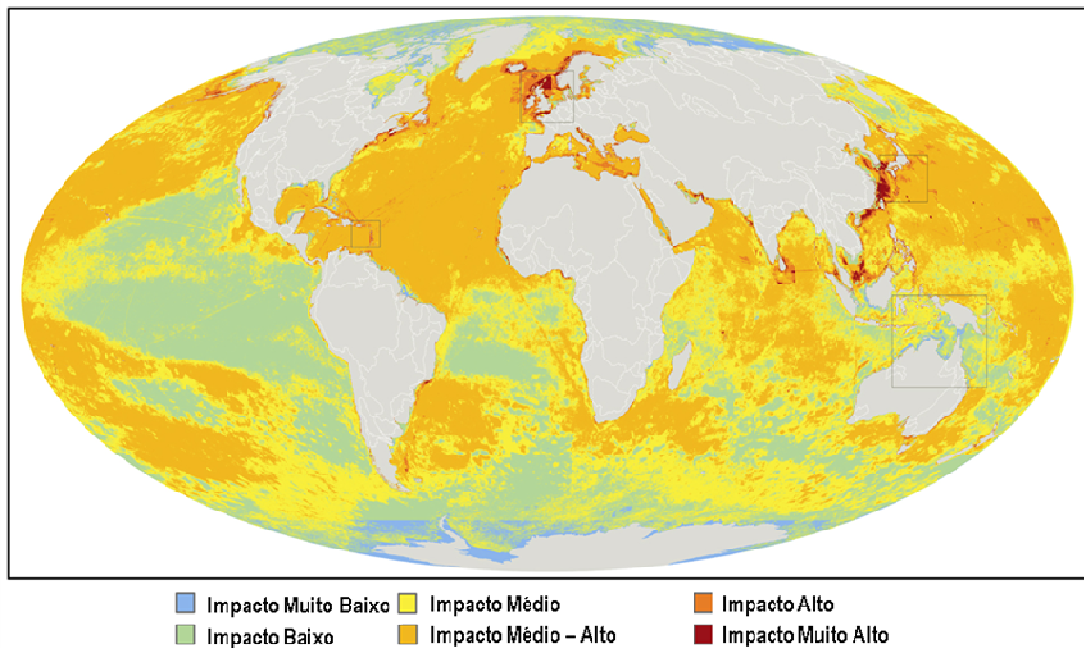 Impacto Muito Baixo
Impacto Médio
Impacto Alto
Impacto Baixo
Impacto Médio – Alto
Impacto Muito Alto